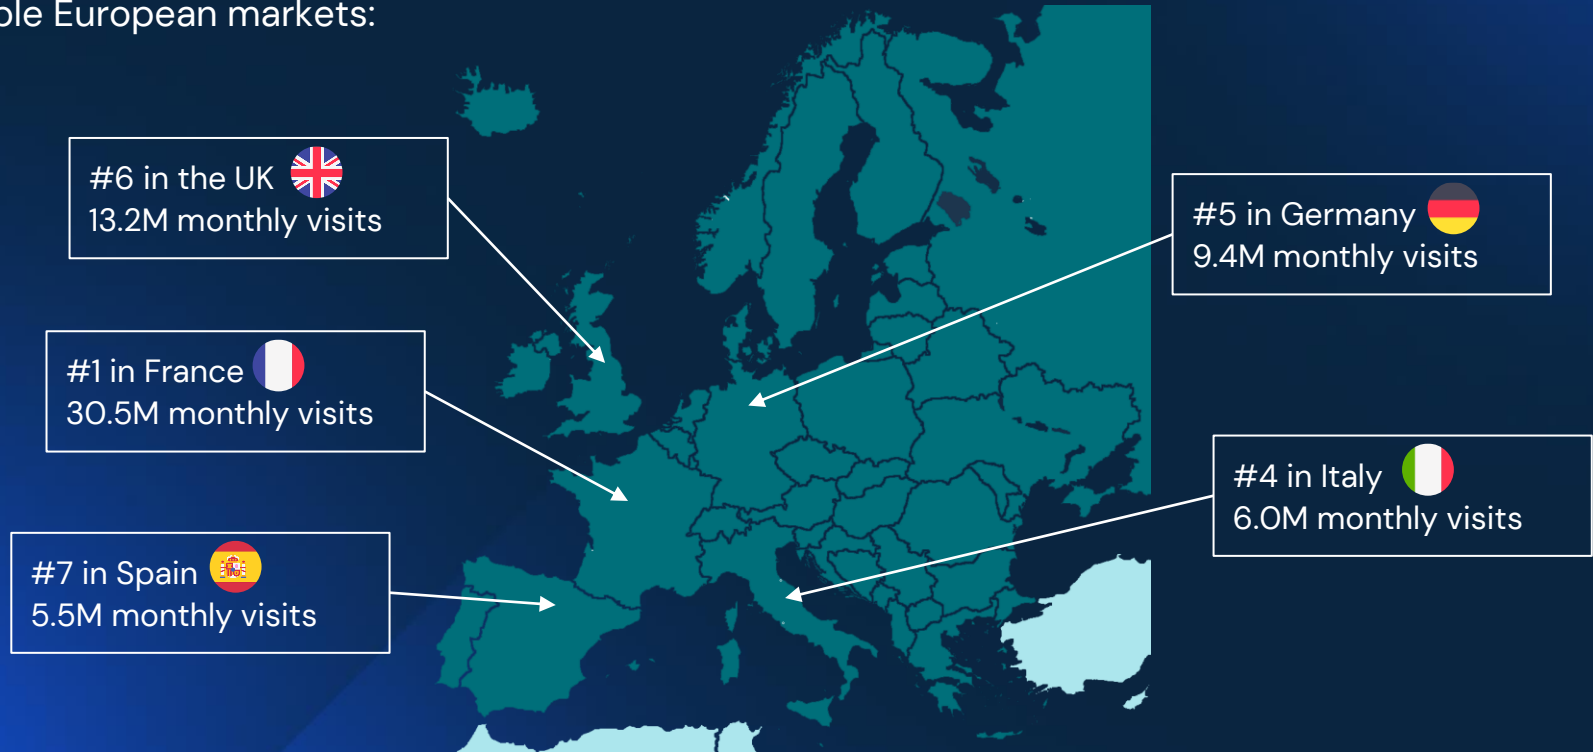 European markets:
#6 in the UK
13.2M monthly visits
#5 in Germany
9.4M monthly visits
#1 in France
30.5M monthly visits
#4 in Italy
6.0M monthly visits
#7 in Spain
5.5M monthly visits